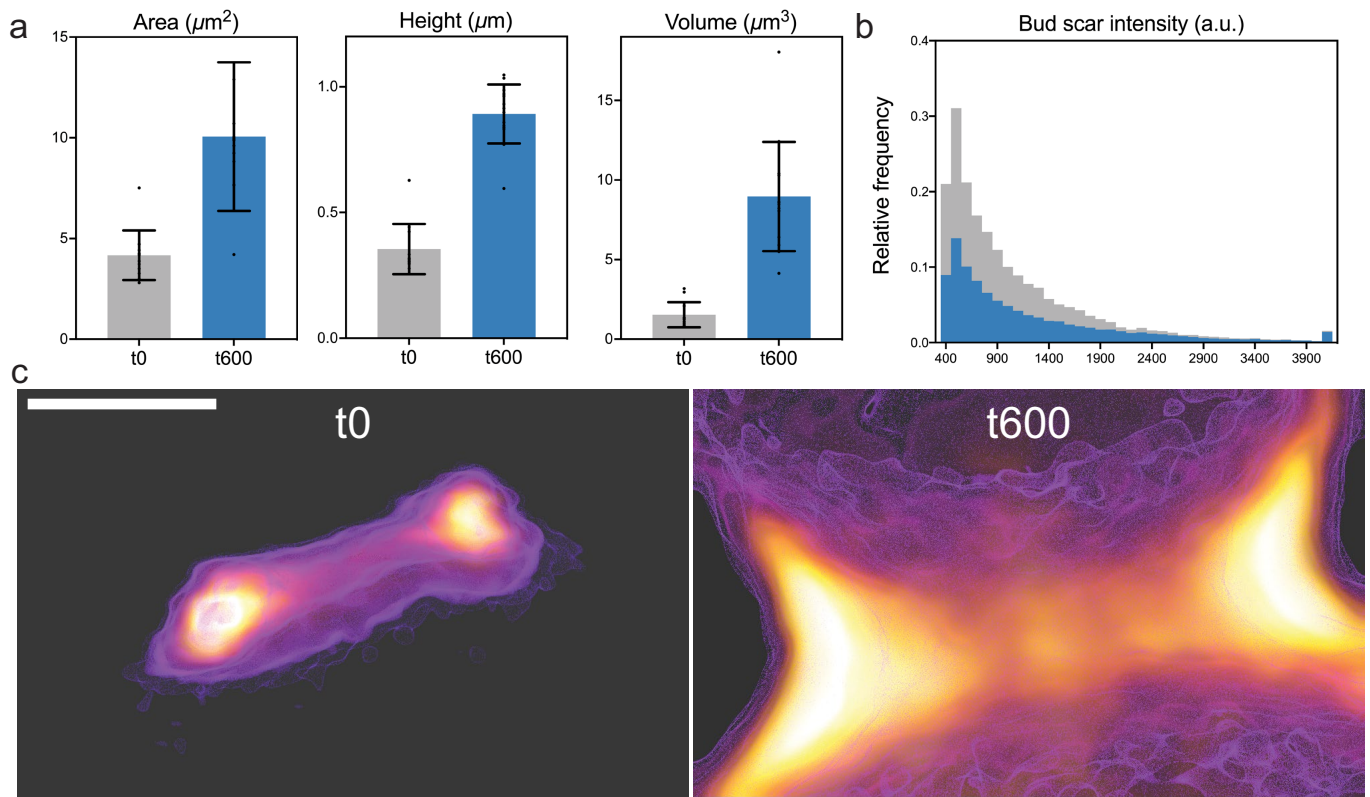 a
Area (µm²)
15
10
5
0
t0
t600
Height (µm)
1.0
0.5
0.0
t0
t600
Volume (µm³)
15
10
5
0
t0
t600
b
Bud scar intensity (a.u.)
Relative frequency
0.4
0.3
0.2
0.1
0.0
400 900 1400 1900 2400 2900 3400 3900
c
t0
t600